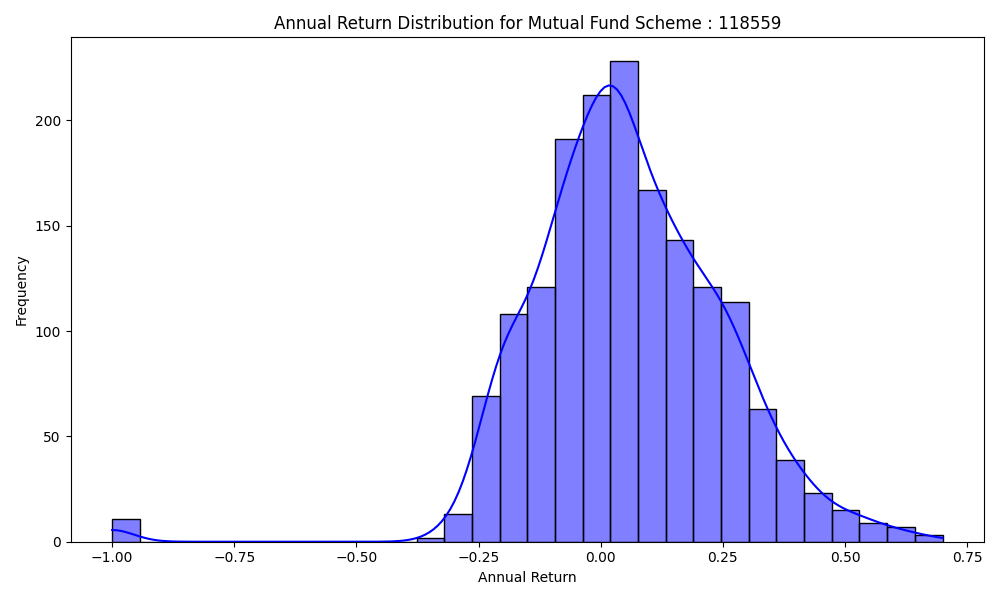 Annual Return Distribution for Mutual Fund Scheme : 118559
Frequency
200
150
100
50
0
−1.00 −0.75 −0.50 −0.25 0.00 0.25 0.50 0.75
Annual Return